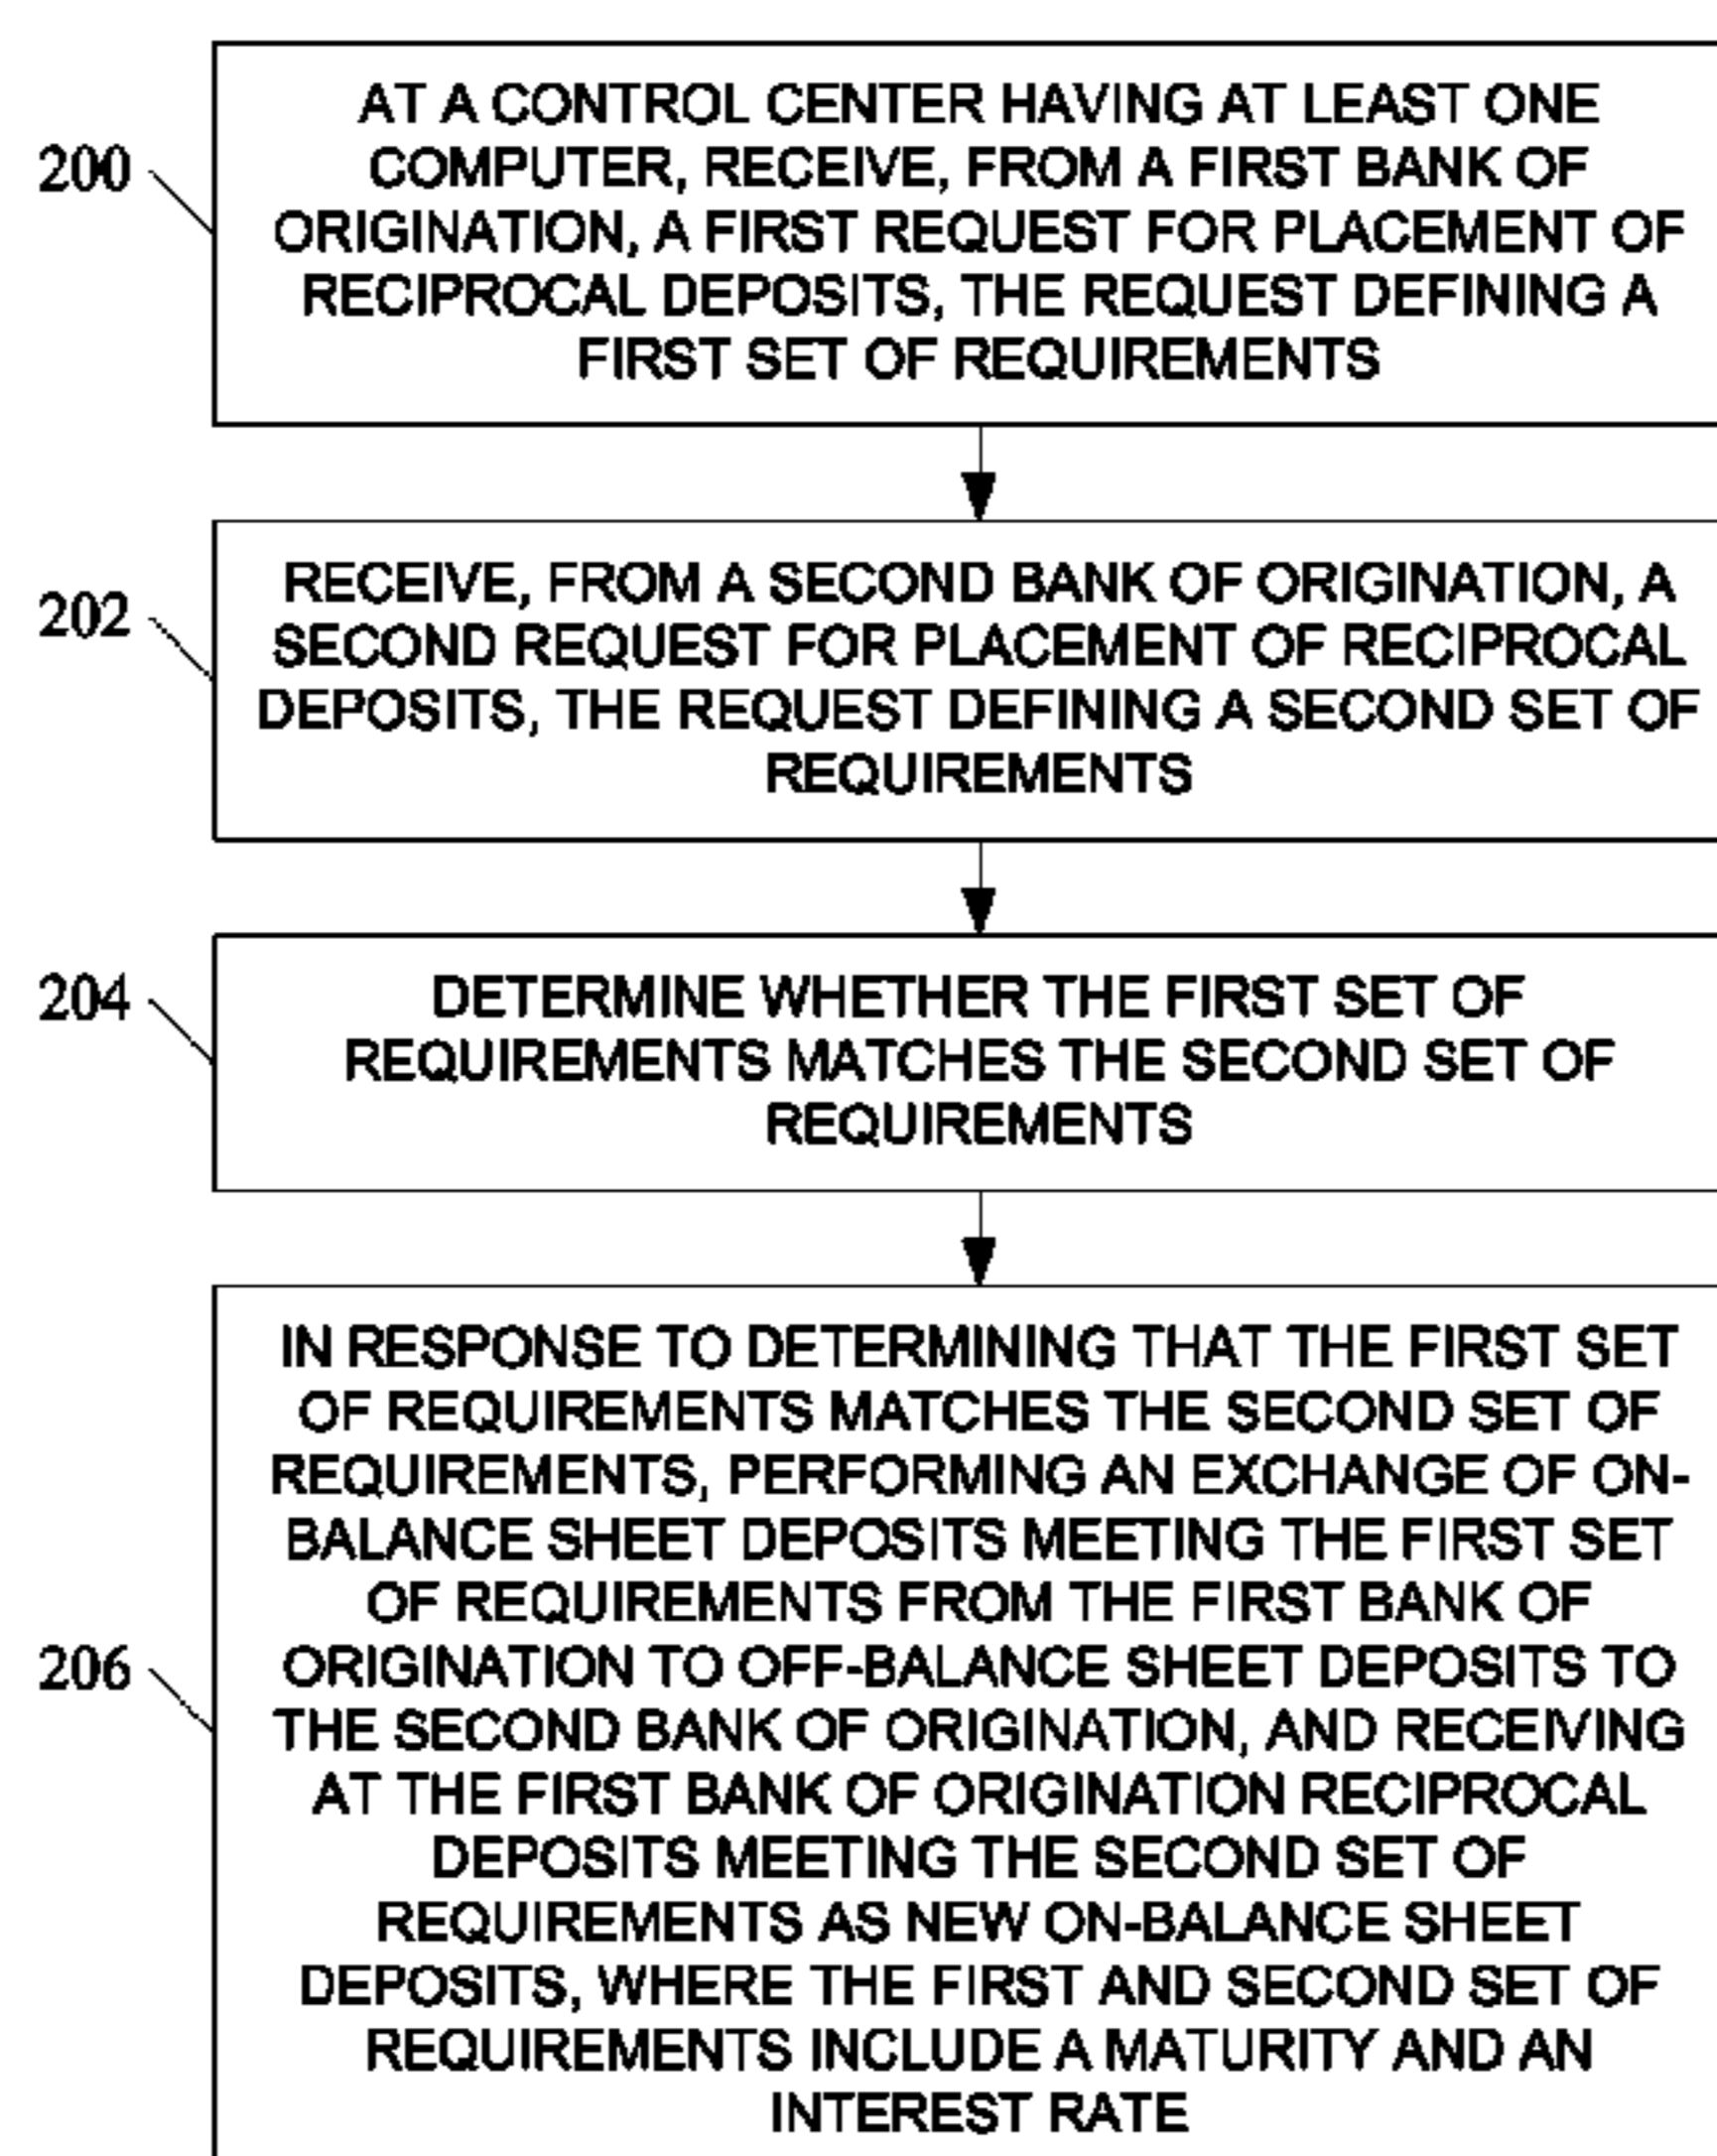 200
AT A CONTROL CENTER HAVING AT LEAST ONE
COMPUTER, RECEIVE, FROM A FIRST BANK OF
ORIGINATION, A FIRST REQUEST FOR PLACEMENT OF
RECIPROCAL DEPOSITS, THE REQUEST DEFINING A
FIRST SET OF REQUIREMENTS
202
RECEIVE, FROM A SECOND BANK OF ORIGINATION, A
SECOND REQUEST FOR PLACEMENT OF RECIPROCAL
DEPOSITS, THE REQUEST DEFINING A SECOND SET OF
REQUIREMENTS
204
DETERMINE WHETHER THE FIRST SET OF
REQUIREMENTS MATCHES THE SECOND SET OF
REQUIREMENTS
206
IN RESPONSE TO DETERMINING THAT THE FIRST SET
OF REQUIREMENTS MATCHES THE SECOND SET OF
REQUIREMENTS, PERFORMING AN EXCHANGE OF ON-
BALANCE SHEET DEPOSITS MEETING THE FIRST SET
OF REQUIREMENTS FROM THE FIRST BANK OF
ORIGINATION TO OFF-BALANCE SHEET DEPOSITS TO
THE SECOND BANK OF ORIGINATION, AND RECEIVING
AT THE FIRST BANK OF ORIGINATION RECIPROCAL
DEPOSITS MEETING THE SECOND SET OF
REQUIREMENTS AS NEW ON-BALANCE SHEET
DEPOSITS, WHERE THE FIRST AND SECOND SET OF
REQUIREMENTS INCLUDE A MATURITY AND AN
INTEREST RATE